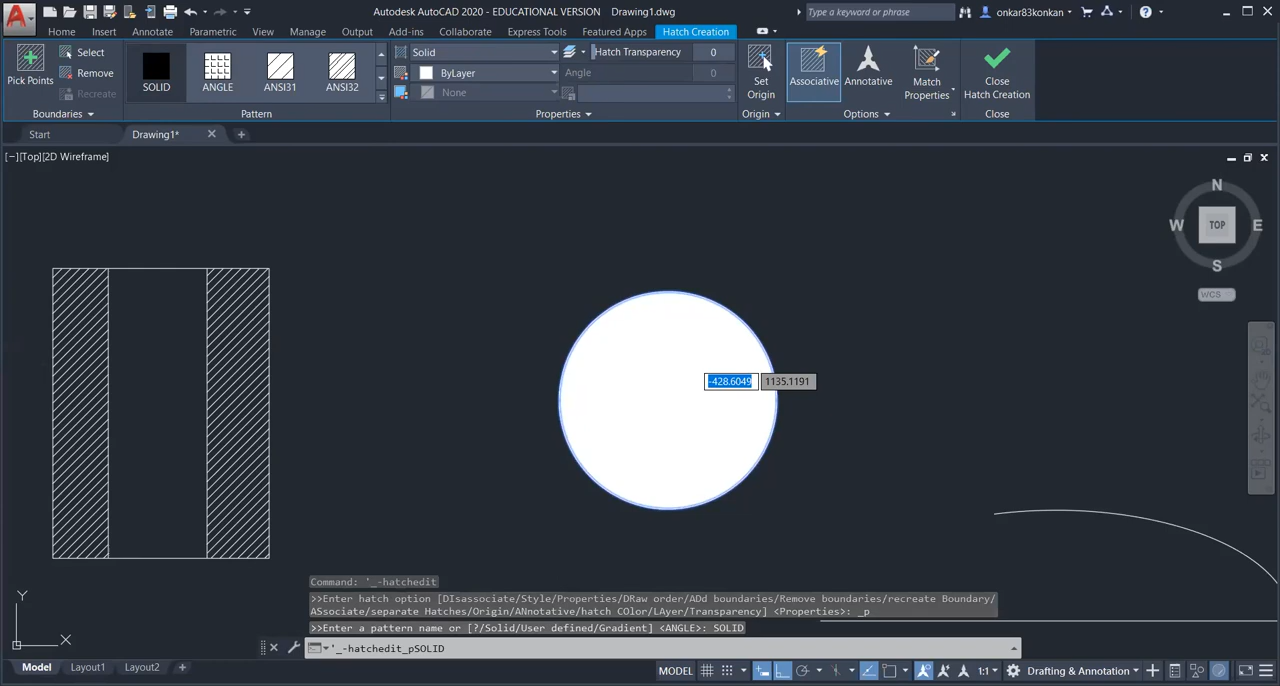 Autodesk AutoCAD 2020 - EDUCATIONAL VERSION Drawing1.dwg
Type a keyword or phrase
onkar83konkan
Home Insert Annotate Parametric View Manage Output Add-ins Collaborate Express Tools Featured Apps Hatch Creation
Pick Points
Select
Remove
Recreate
Boundaries
SOLID ANGLE ANSI31 ANSI32
Pattern
Solid
ByLayer
None
Hatch Transparency 0
Angle 0
Properties
Set
Origin
Origin
Associative
Annotative
Match
Properties
Options
Close
Hatch Creation
Close
Start
Drawing1*
[−][Top][2D Wireframe]
N
W TOP E
S
WCS
-428.6049 1135.1191
Command: '_-hatchedit
>>Enter hatch option [DIsassociate/Style/Properties/DRaw order/ADd boundaries/Remove boundaries/recreate Boundary/
ASsociate/separate Hatches/Origin/ANnotative/hatch COlor/LAyer/Transparency] <Properties>: _p
>>Enter a pattern name or [?/Solid/User defined/Gradient] <ANGLE>: SOLID
'_-hatchedit_pSOLID
Y
X
Model Layout1 Layout2
MODEL
1:1
Drafting & Annotation